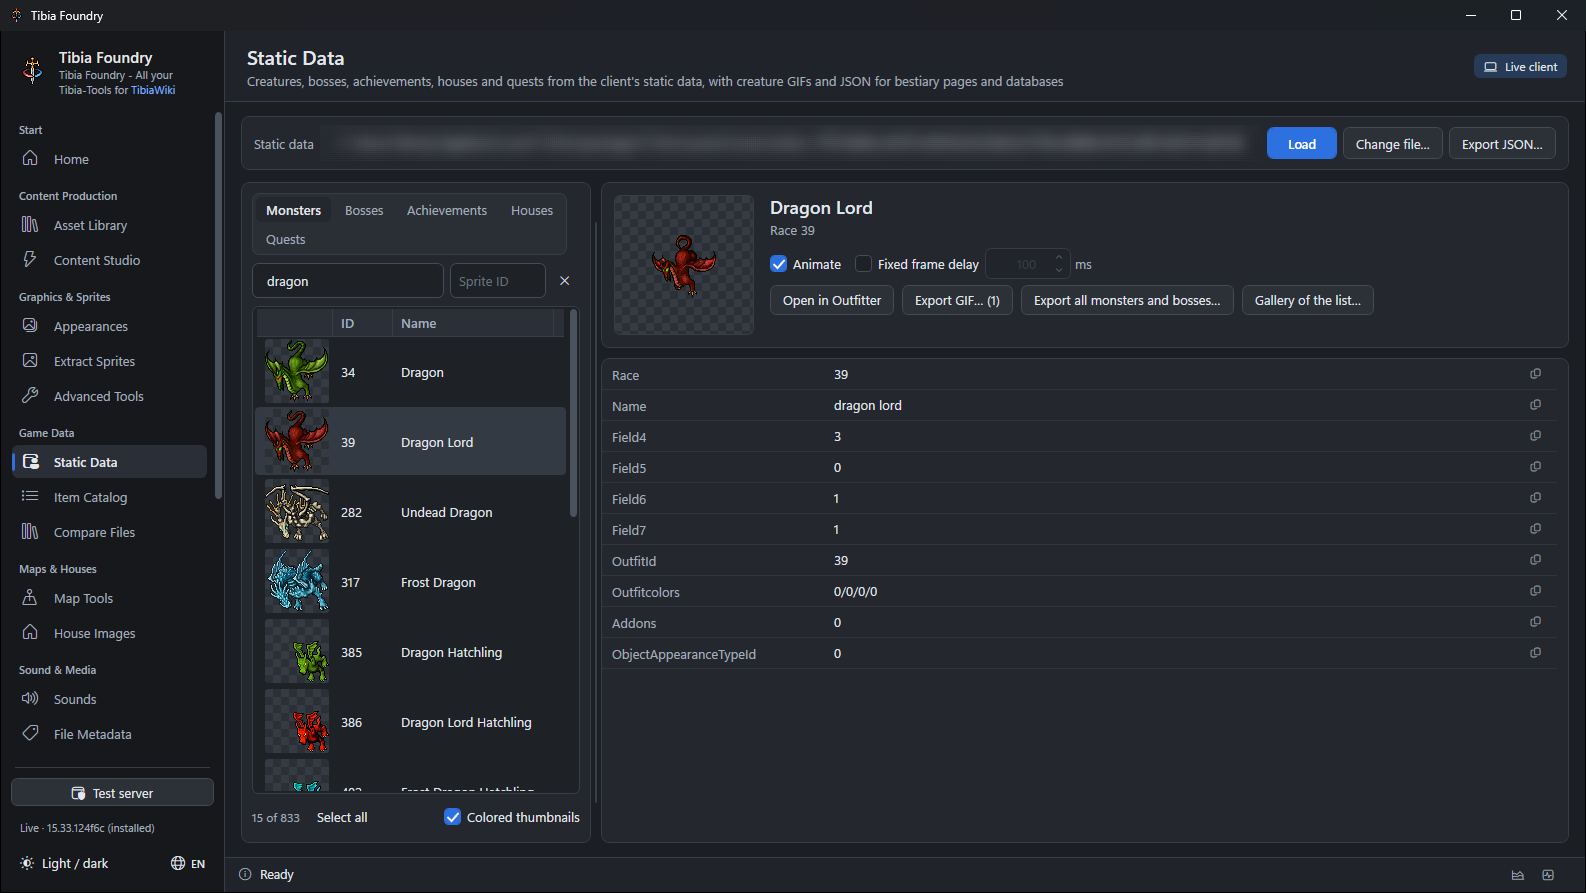 Tibia Foundry
Tibia Foundry
Tibia Foundry - All your
Tibia-Tools for TibiaWiki
Start
Home
Content Production
Asset Library
Content Studio
Graphics & Sprites
Appearances
Extract Sprites
Advanced Tools
Game Data
Static Data
Item Catalog
Compare Files
Maps & Houses
Map Tools
House Images
Sound & Media
Sounds
File Metadata
Test server
Live · 15.33.124f6c (installed)
Light / dark
EN
Static Data
Creatures, bosses, achievements, houses and quests from the client's static data, with creature GIFs and JSON for bestiary pages and databases
Live client
Static data
Load
Change file...
Export JSON...
Monsters
Bosses
Achievements
Houses
Quests
dragon
Sprite ID
ID
Name
34
Dragon
39
Dragon Lord
282
Undead Dragon
317
Frost Dragon
385
Dragon Hatchling
386
Dragon Lord Hatchling
Frost Dragon Hatchling
15 of 833
Select all
Colored thumbnails
Dragon Lord
Race 39
Animate
Fixed frame delay
100
ms
Open in Outfitter
Export GIF... (1)
Export all monsters and bosses...
Gallery of the list...
Race
39
Name
dragon lord
Field4
3
Field5
0
Field6
1
Field7
1
OutfitId
39
Outfitcolors
0/0/0/0
Addons
0
ObjectAppearanceTypeId
0
Ready